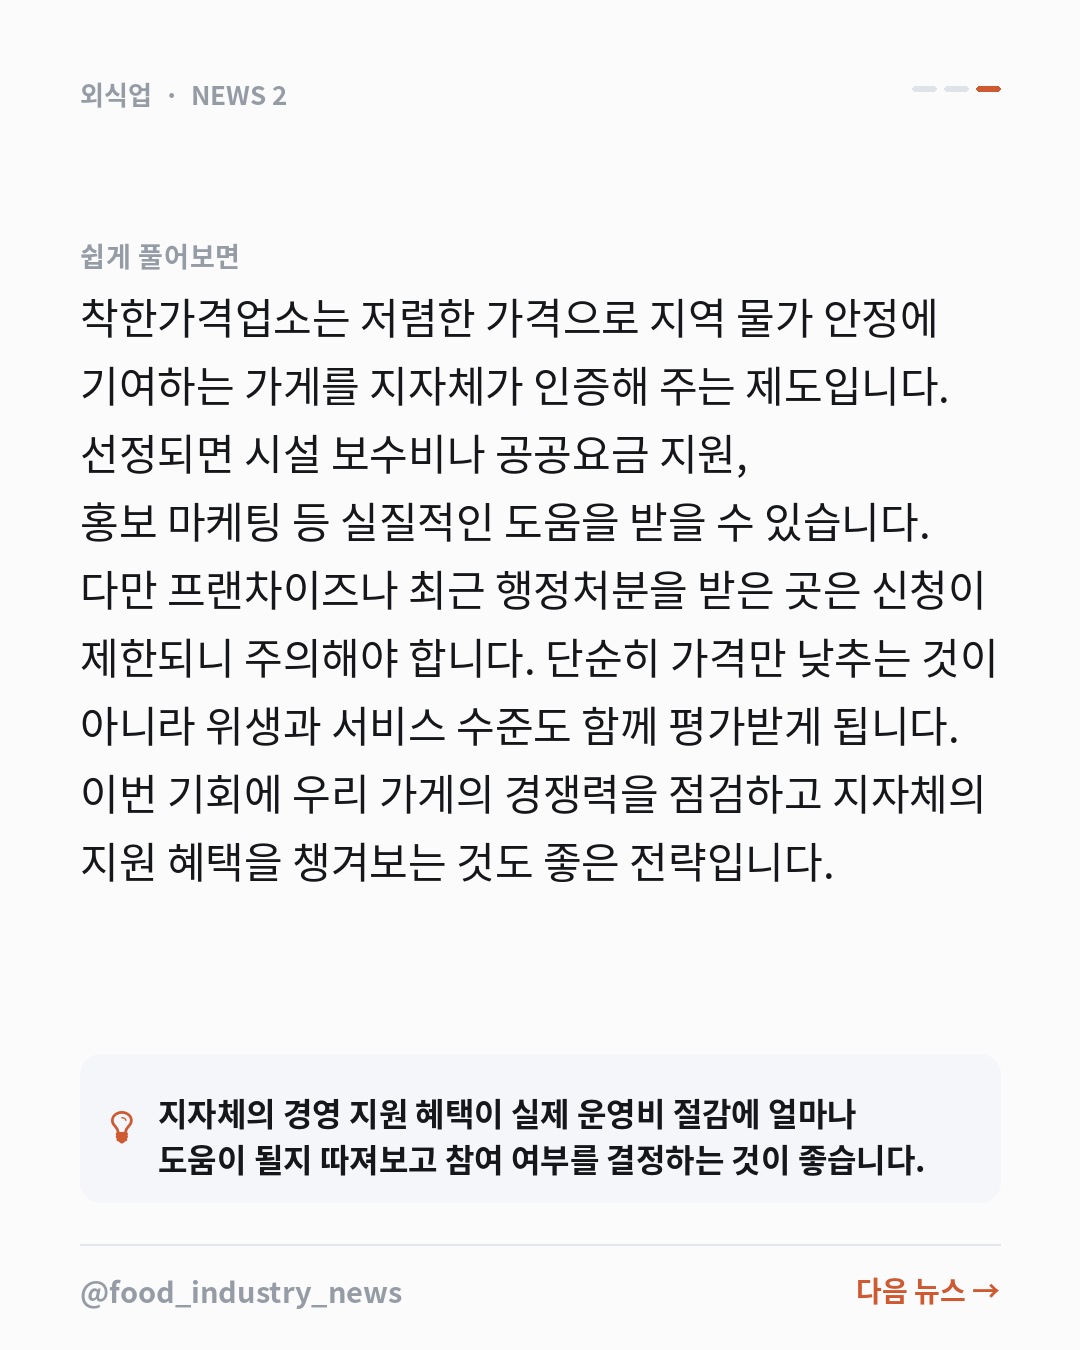 외식업 · NEWS 2
쉽게 풀어보면
착한가격업소는 저렴한 가격으로 지역 물가 안정에
기여하는 가게를 지자체가 인증해 주는 제도입니다.
선정되면 시설 보수비나 공공요금 지원,
홍보 마케팅 등 실질적인 도움을 받을 수 있습니다.
다만 프랜차이즈나 최근 행정처분을 받은 곳은 신청이
제한되니 주의해야 합니다. 단순히 가격만 낮추는 것이
아니라 위생과 서비스 수준도 함께 평가받게 됩니다.
이번 기회에 우리 가게의 경쟁력을 점검하고 지자체의
지원 혜택을 챙겨보는 것도 좋은 전략입니다.
지자체의 경영 지원 혜택이 실제 운영비 절감에 얼마나
도움이 될지 따져보고 참여 여부를 결정하는 것이 좋습니다.
@food_industry_news
다음 뉴스 →